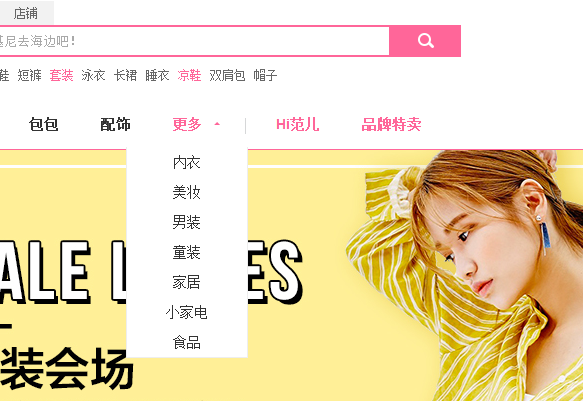 店铺
基尼去海边吧！
鞋 短裤 套装 泳衣 长裙 睡衣 凉鞋 双肩包 帽子
包包 配饰 更多 Hi范儿 品牌特卖
内衣
美妆
男装
童装
家居
小家电
食品
ALE L ES
装会场